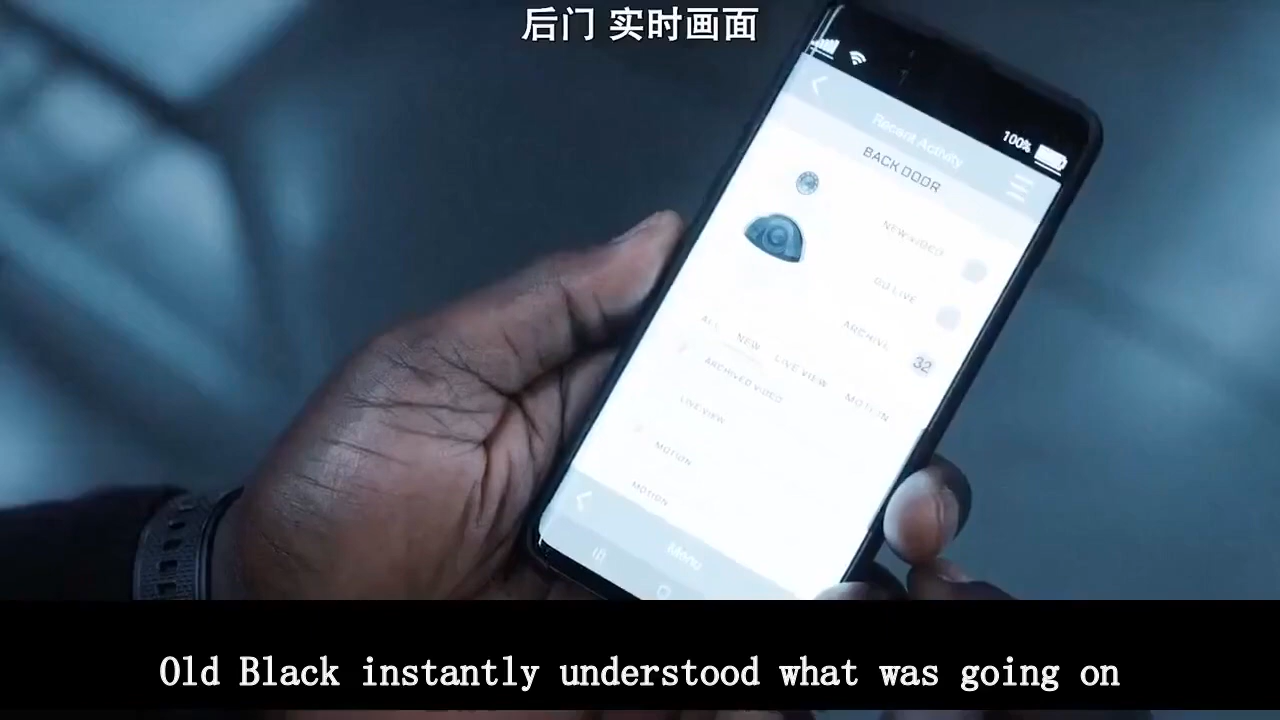 后门 实时画面
100%
Recent Activity
BACK DOOR
NEW VIDEO
GO LIVE
ARCHIVE 32
ALL NEW LIVE VIEW MOTION
ARCHIVED VIDEO
LIVE VIEW
MOTION
MOTION
Menu
Old Black instantly understood what was going on